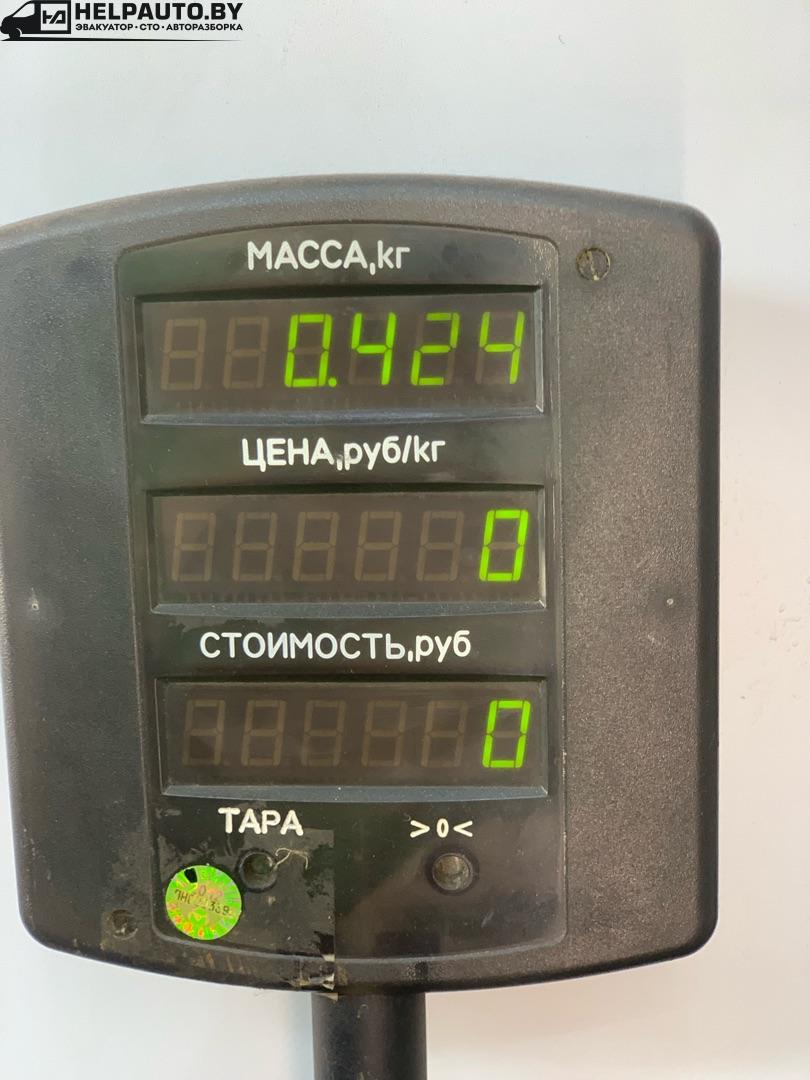 HELPAUTO.BY
ЭВАКУАТОР • СТО • АВТОРАЗБОРКА
МАССА,кг
0.424
ЦЕНА,руб/кг
0
СТОИМОСТЬ,руб
0
ТАРА >0<